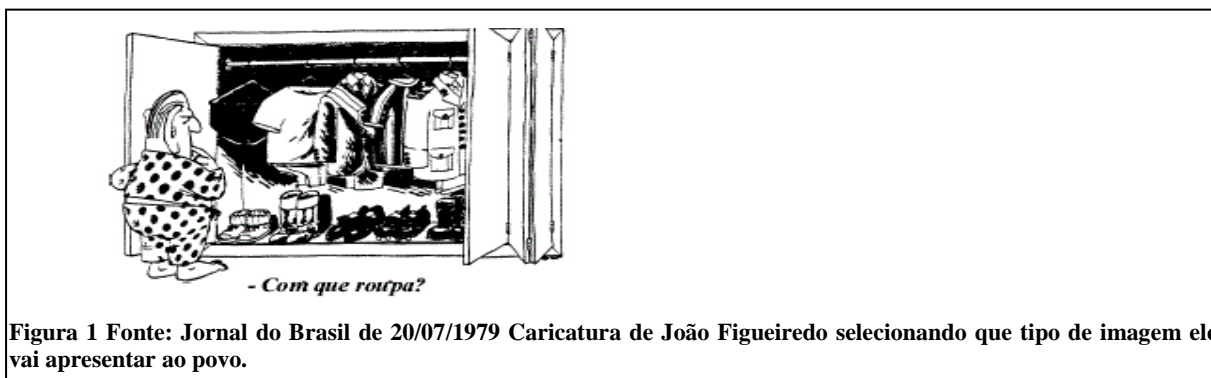 - Com que roupa?
Figura 1 Fonte: Jornal do Brasil de 20/07/1979 Caricatura de João Figueiredo selecionando que tipo de imagem ele
vai apresentar ao povo.